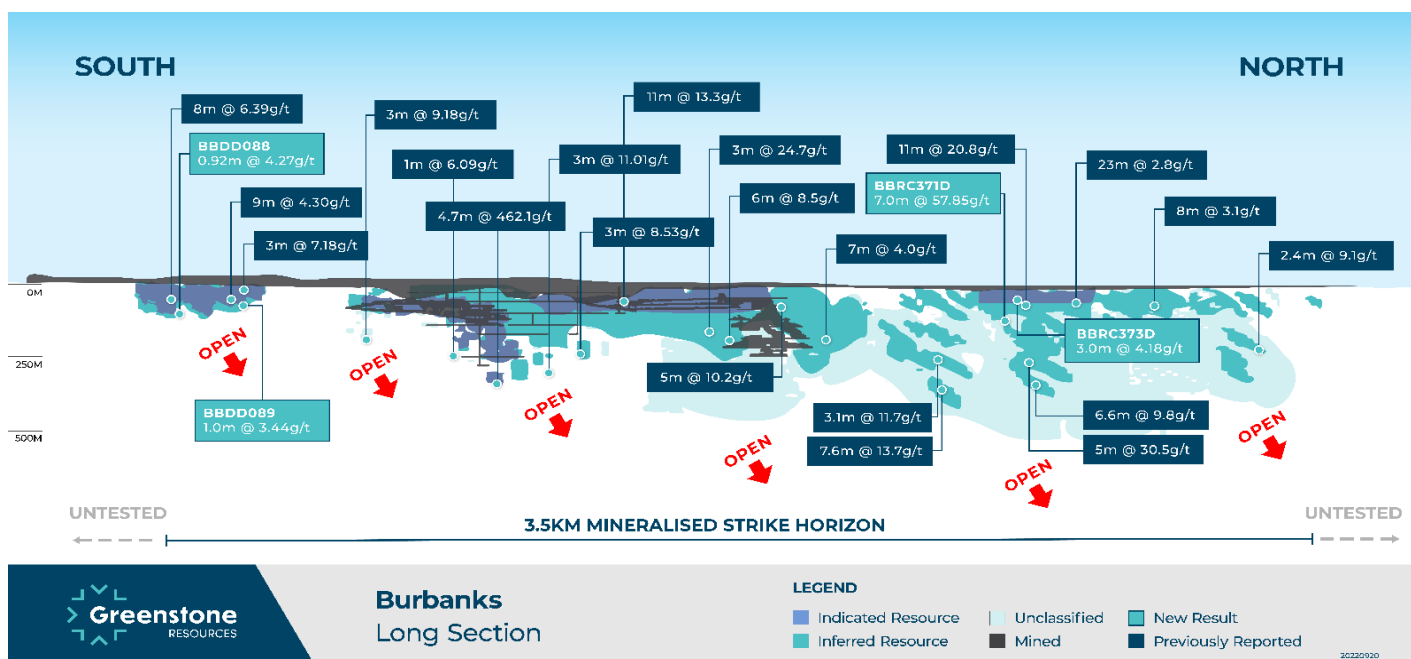 SOUTH
NORTH
8m @ 6.39g/t
BBDD088
0.92m @ 4.27g/t
9m @ 4.30g/t
3m @ 7.18g/t
3m @ 9.18g/t
1m @ 6.09g/t
4.7m @ 462.1g/t
11m @ 13.3g/t
3m @ 11.01g/t
3m @ 8.53g/t
3m @ 24.7g/t
6m @ 8.5g/t
7m @ 4.0g/t
11m @ 20.8g/t
BBRC371D
7.0m @ 57.85g/t
23m @ 2.8g/t
8m @ 3.1g/t
2.4m @ 9.1g/t
0M
250M
500M
BBDD089
1.0m @ 3.44g/t
5m @ 10.2g/t
BBRC373D
3.0m @ 4.18g/t
3.1m @ 11.7g/t
7.6m @ 13.7g/t
6.6m @ 9.8g/t
5m @ 30.5g/t
OPEN
OPEN
OPEN
OPEN
OPEN
OPEN
UNTESTED
3.5KM MINERALISED STRIKE HORIZON
UNTESTED
Greenstone
RESOURCES
Burbanks
Long Section
LEGEND
Indicated Resource
Unclassified
New Result
Inferred Resource
Mined
Previously Reported
20220920